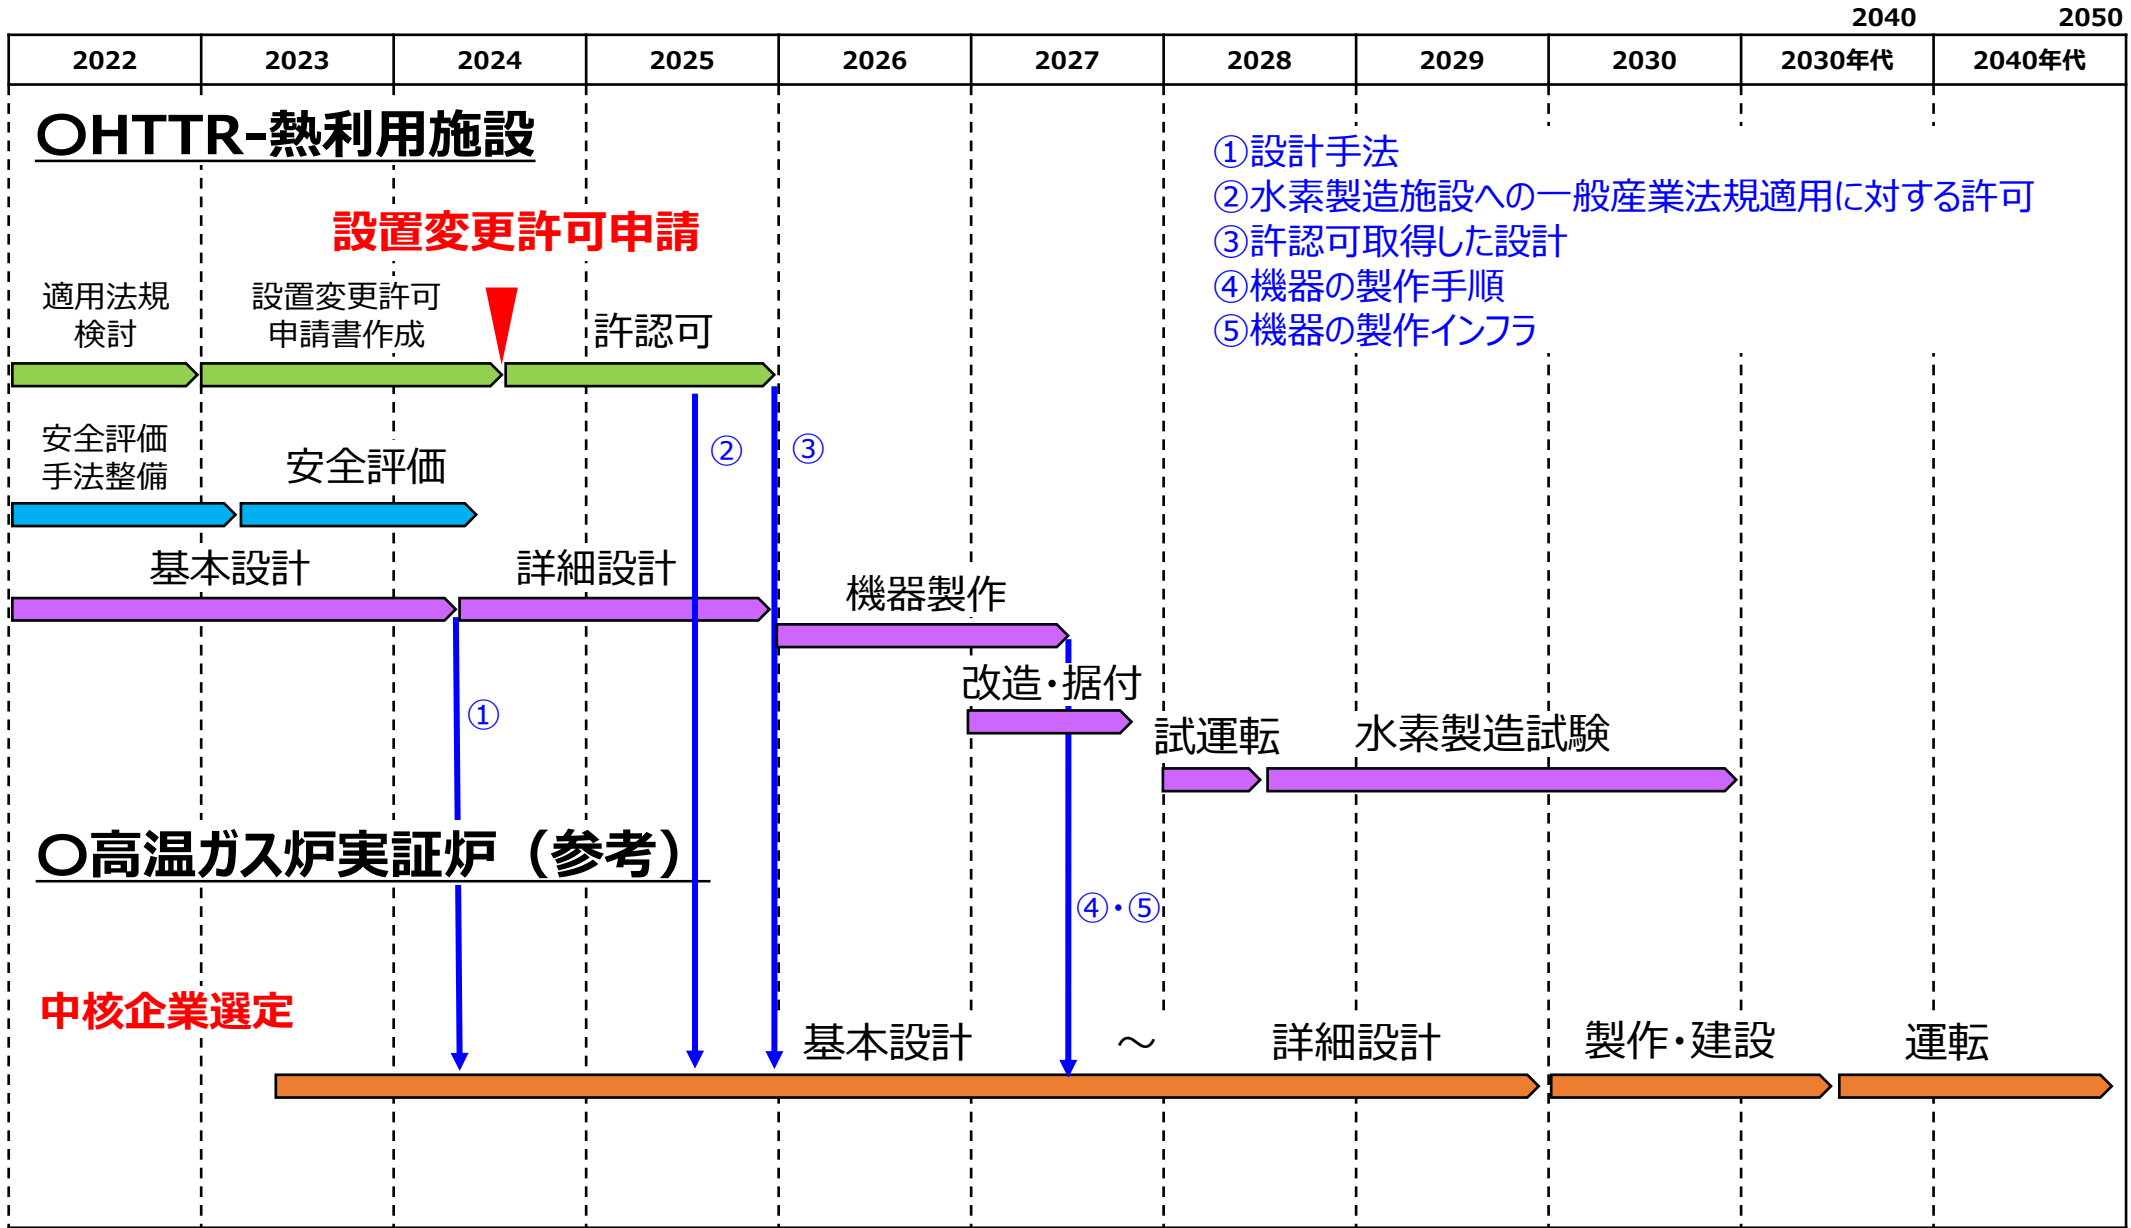 2040 2050
2022 2023 2024 2025 2026 2027 2028 2029 2030 2030年代 2040年代
〇HTTR-熱利用施設
①設計手法
②水素製造施設への一般産業法規適用に対する許可
③許認可取得した設計
④機器の製作手順
⑤機器の製作インフラ
設置変更許可申請
適用法規
検討
設置変更許可
申請書作成
許認可
安全評価
手法整備
安全評価
② ③
基本設計
詳細設計
機器製作
改造・据付
①
試運転
水素製造試験
〇高温ガス炉実証炉（参考）
④・⑤
中核企業選定
基本設計 ～ 詳細設計
製作・建設
運転